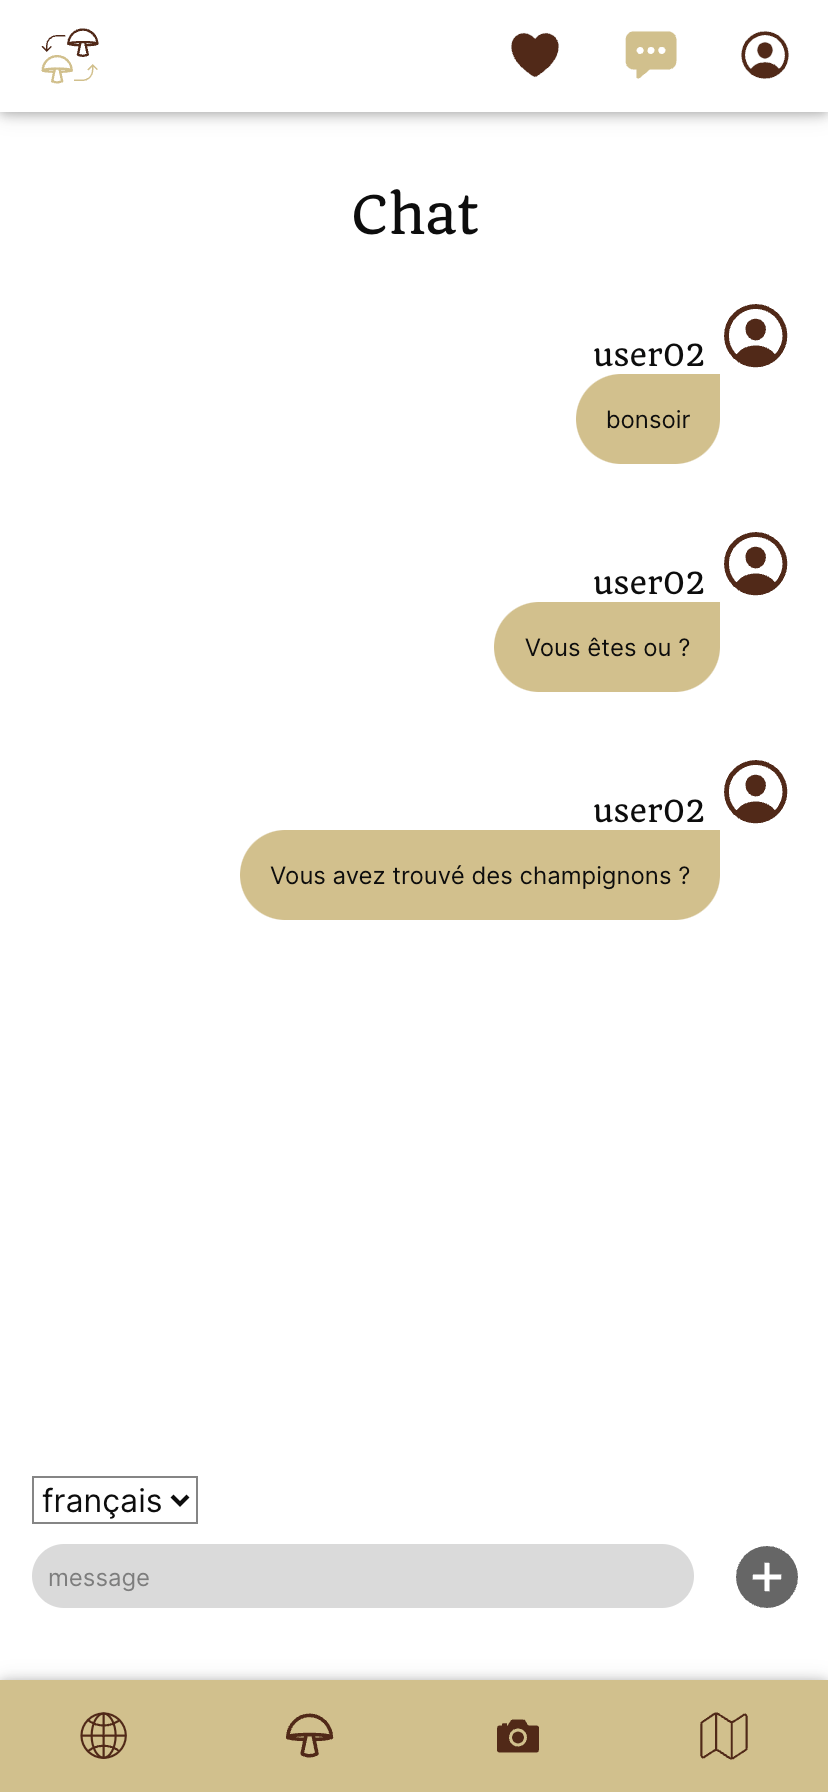 Chat
user02
bonsoir
user02
Vous êtes ou ?
user02
Vous avez trouvé des champignons ?
français
message